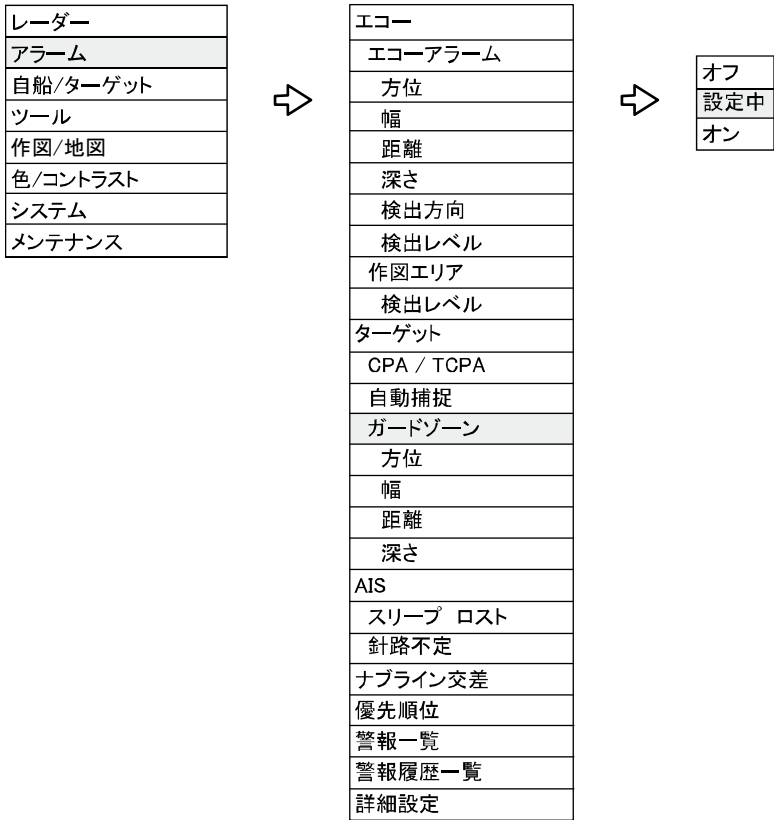 レーダー
アラーム
自船/ターゲット
ツール
作図/地図
色/コントラスト
システム
メンテナンス
エコー
エコーアラーム
方位
幅
距離
深さ
検出方向
検出レベル
作図エリア
検出レベル
ターゲット
CPA / TCPA
自動捕捉
ガードゾーン
方位
幅
距離
深さ
AIS
スリープ ロスト
針路不定
ナブライン交差
優先順位
警報一覧
警報履歴一覧
詳細設定
オフ
設定中
オン